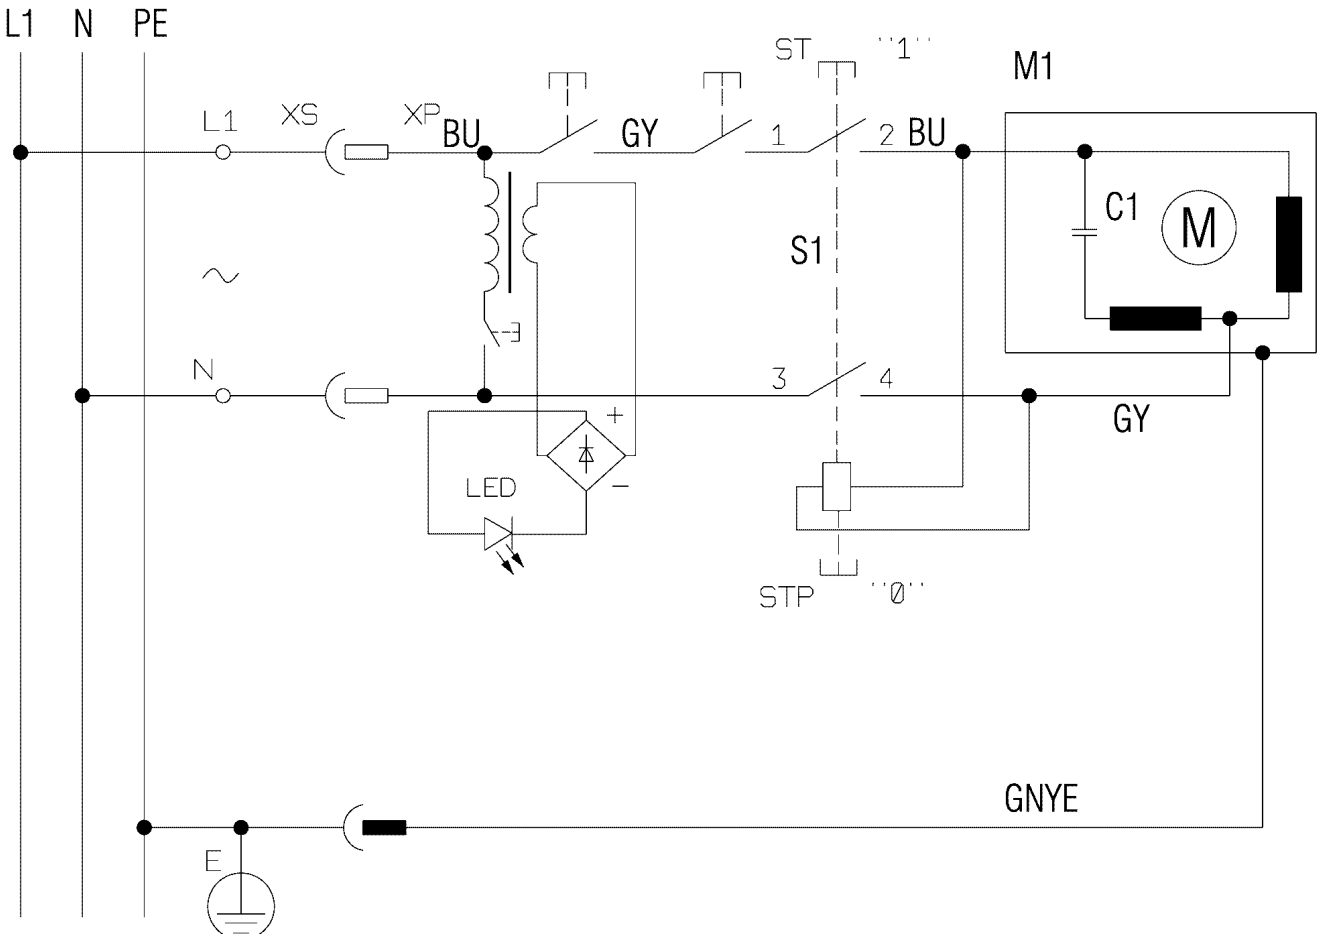 L1 N PE
ST "1"
M1
L1 XS XP BU GY 1 2 BU
C1 M
S1
N 3 4
GY
+
LED −
STP "0"
GNYE
E